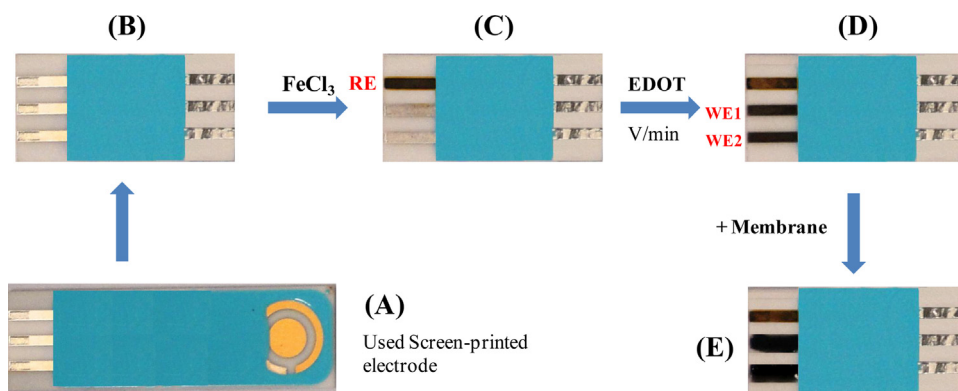 (B)
(C)
(D)
FeCl₃
RE
EDOT
V/min
WE1
WE2
+ Membrane
(A)
Used Screen-printed
electrode
(E)